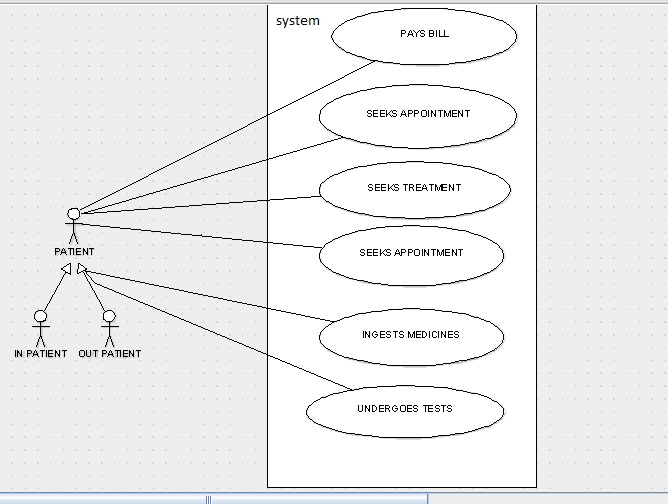 system
PAYS BILL
SEEKS APPOINTMENT
SEEKS TREATMENT
SEEKS APPOINTMENT
INGESTS MEDICINES
UNDERGOES TESTS
PATIENT
IN PATIENT
OUT PATIENT